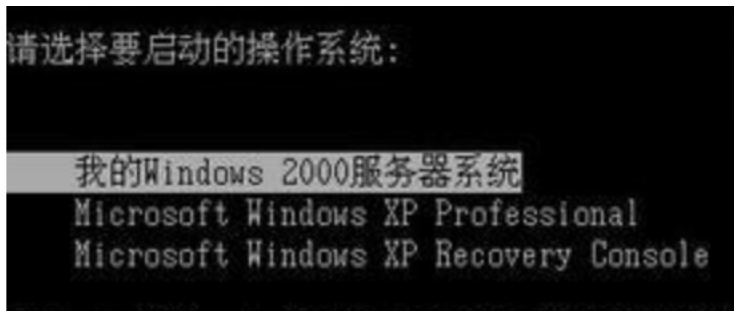 请选择要启动的操作系统:
我的Windows 2000服务器系统
Microsoft Windows XP Professional
Microsoft Windows XP Recovery Console